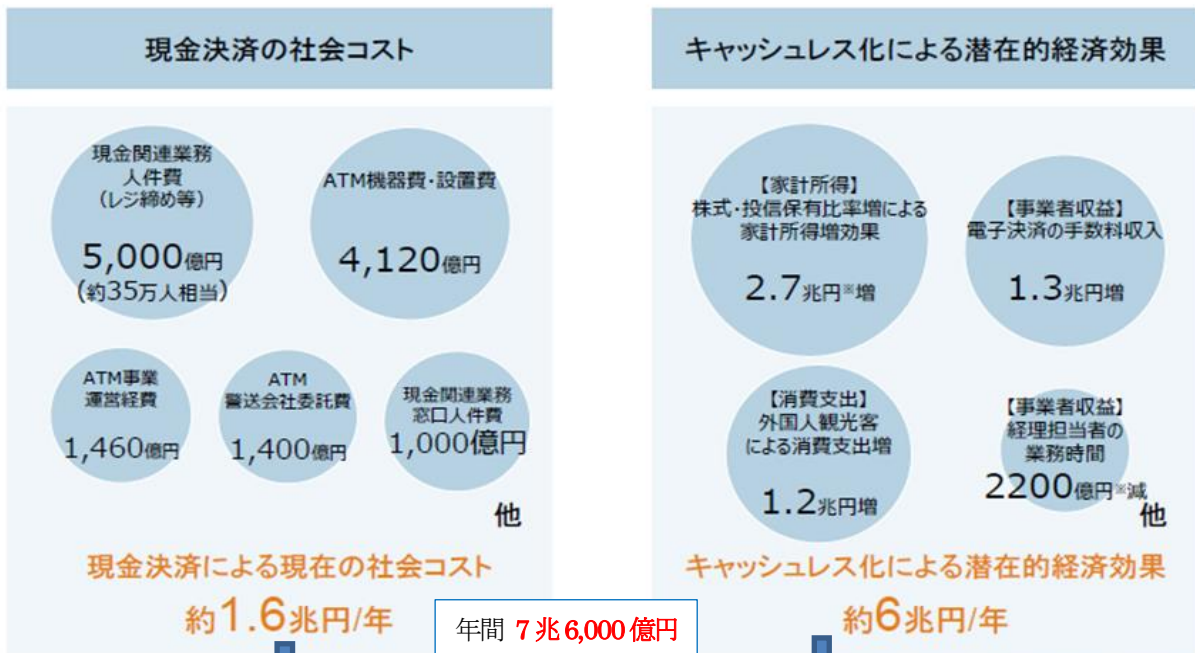 現金決済の社会コスト
現金関連業務
人件費
(レジ締め等)
5,000億円
(約35万人相当)
ATM機器費・設置費
4,120億円
ATM事業
運営経費
1,460億円
ATM
警送会社委託費
1,400億円
現金関連業務
窓口人件費
1,000億円
他
現金決済による現在の社会コスト
約1.6兆円/年
キャッシュレス化による潜在的経済効果
【家計所得】
株式・投信保有比率増による
家計所得増効果
2.7兆円※増
【事業者収益】
電子決済の手数料収入
1.3兆円増
【消費支出】
外国人観光客
による消費支出増
1.2兆円増
【事業者収益】
経理担当者の
業務時間
2200億円※減
他
キャッシュレス化による潜在的経済効果
約6兆円/年
年間 7兆6,000億円